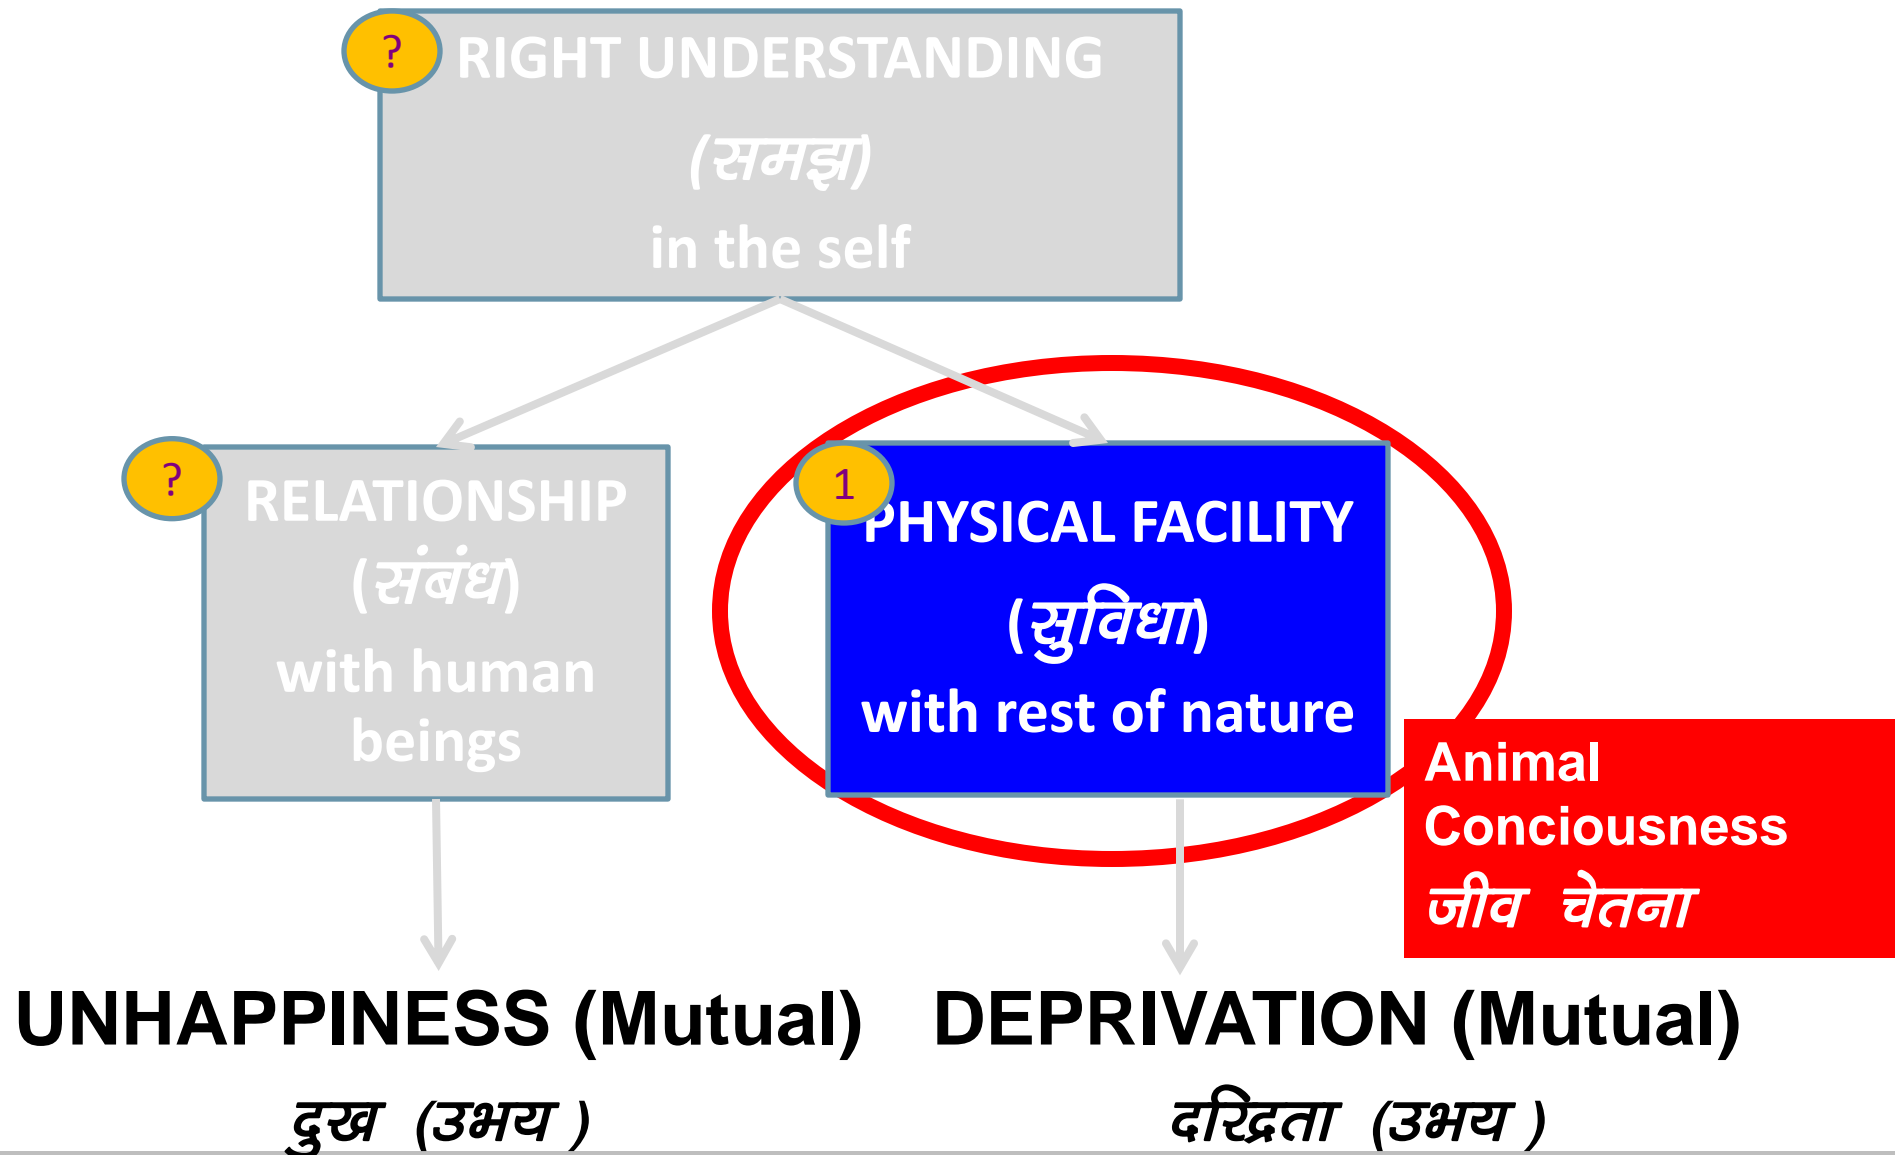 ?
RIGHT UNDERSTANDING
(समझ)
in the self
?
RELATIONSHIP
(संबंध)
with human
beings
1
PHYSICAL FACILITY
(सुविधा)
with rest of nature
Animal
Conciousness
जीव चेतना
UNHAPPINESS (Mutual)
दुख (उभय )
DEPRIVATION (Mutual)
दरिद्रता (उभय )